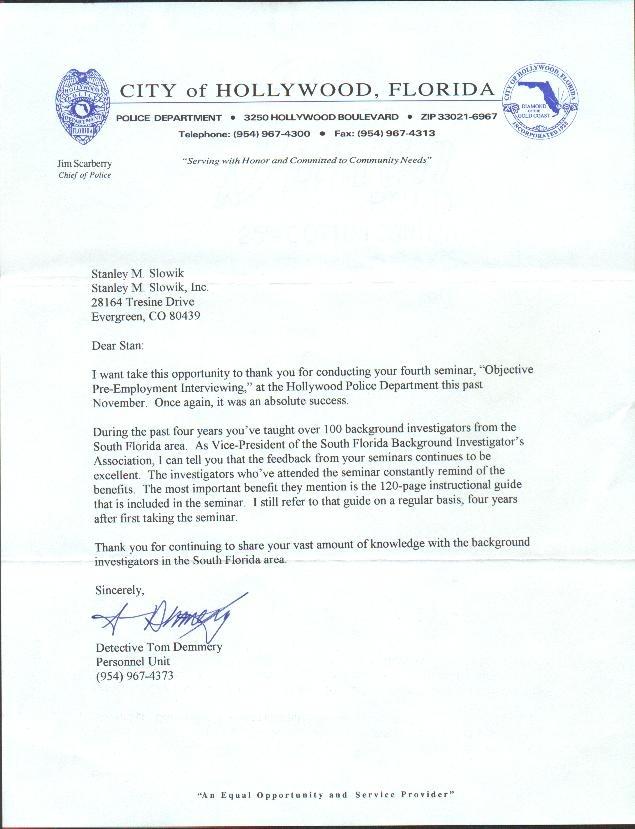 CITY of HOLLYWOOD, FLORIDA
POLICE DEPARTMENT • 3250 HOLLYWOOD BOULEVARD • ZIP 33021-6967
Telephone: (954) 967-4300 • Fax: (954) 967-4313
HOLLYWOOD
POLICE
DEPARTMENT
FLORIDA
CITY OF HOLLYWOOD, FLORIDA
DIAMOND
OF THE
GOLD COAST
INCORPORATED 1925
Jim Scarberry
Chief of Police
"Serving with Honor and Committed to Community Needs"
Stanley M. Slowik
Stanley M. Slowik, Inc.
28164 Tresine Drive
Evergreen, CO 80439
Dear Stan:
I want take this opportunity to thank you for conducting your fourth seminar, "Objective
Pre-Employment Interviewing," at the Hollywood Police Department this past
November. Once again, it was an absolute success.
During the past four years you've taught over 100 background investigators from the
South Florida area. As Vice-President of the South Florida Background Investigator's
Association, I can tell you that the feedback from your seminars continues to be
excellent. The investigators who've attended the seminar constantly remind of the
benefits. The most important benefit they mention is the 120-page instructional guide
that is included in the seminar. I still refer to that guide on a regular basis, four years
after first taking the seminar.
Thank you for continuing to share your vast amount of knowledge with the background
investigators in the South Florida area.
Sincerely,
Detective Tom Demmery
Personnel Unit
(954) 967-4373
"An Equal Opportunity and Service Provider"